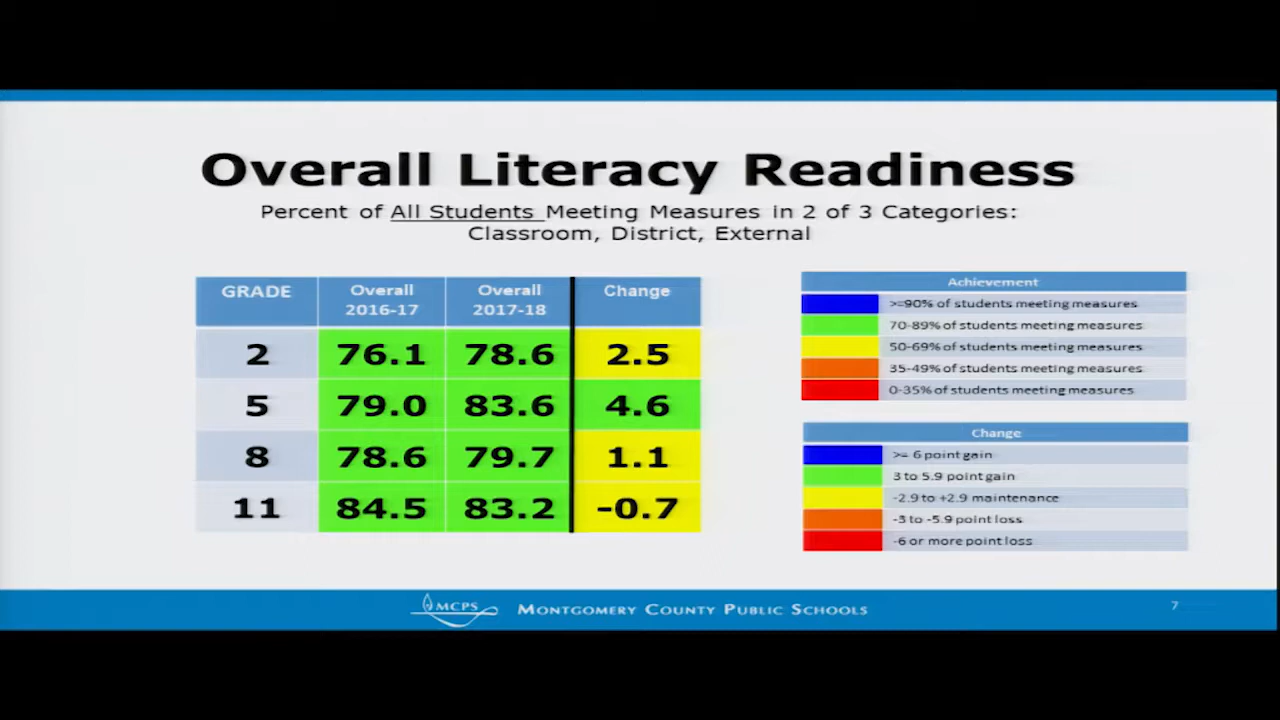 Overall Literacy Readiness
Percent of All Students Meeting Measures in 2 of 3 Categories:
Classroom, District, External
GRADE Overall 2016-17 Overall 2017-18 Change
2 76.1 78.6 2.5
5 79.0 83.6 4.6
8 78.6 79.7 1.1
11 84.5 83.2 -0.7
Achievement
>=90% of students meeting measures
70-89% of students meeting measures
50-69% of students meeting measures
35-49% of students meeting measures
0-35% of students meeting measures
Change
>= 6 point gain
3 to 5.9 point gain
-2.9 to +2.9 maintenance
-3 to -5.9 point loss
-6 or more point loss
MCPS MONTGOMERY COUNTY PUBLIC SCHOOLS
7